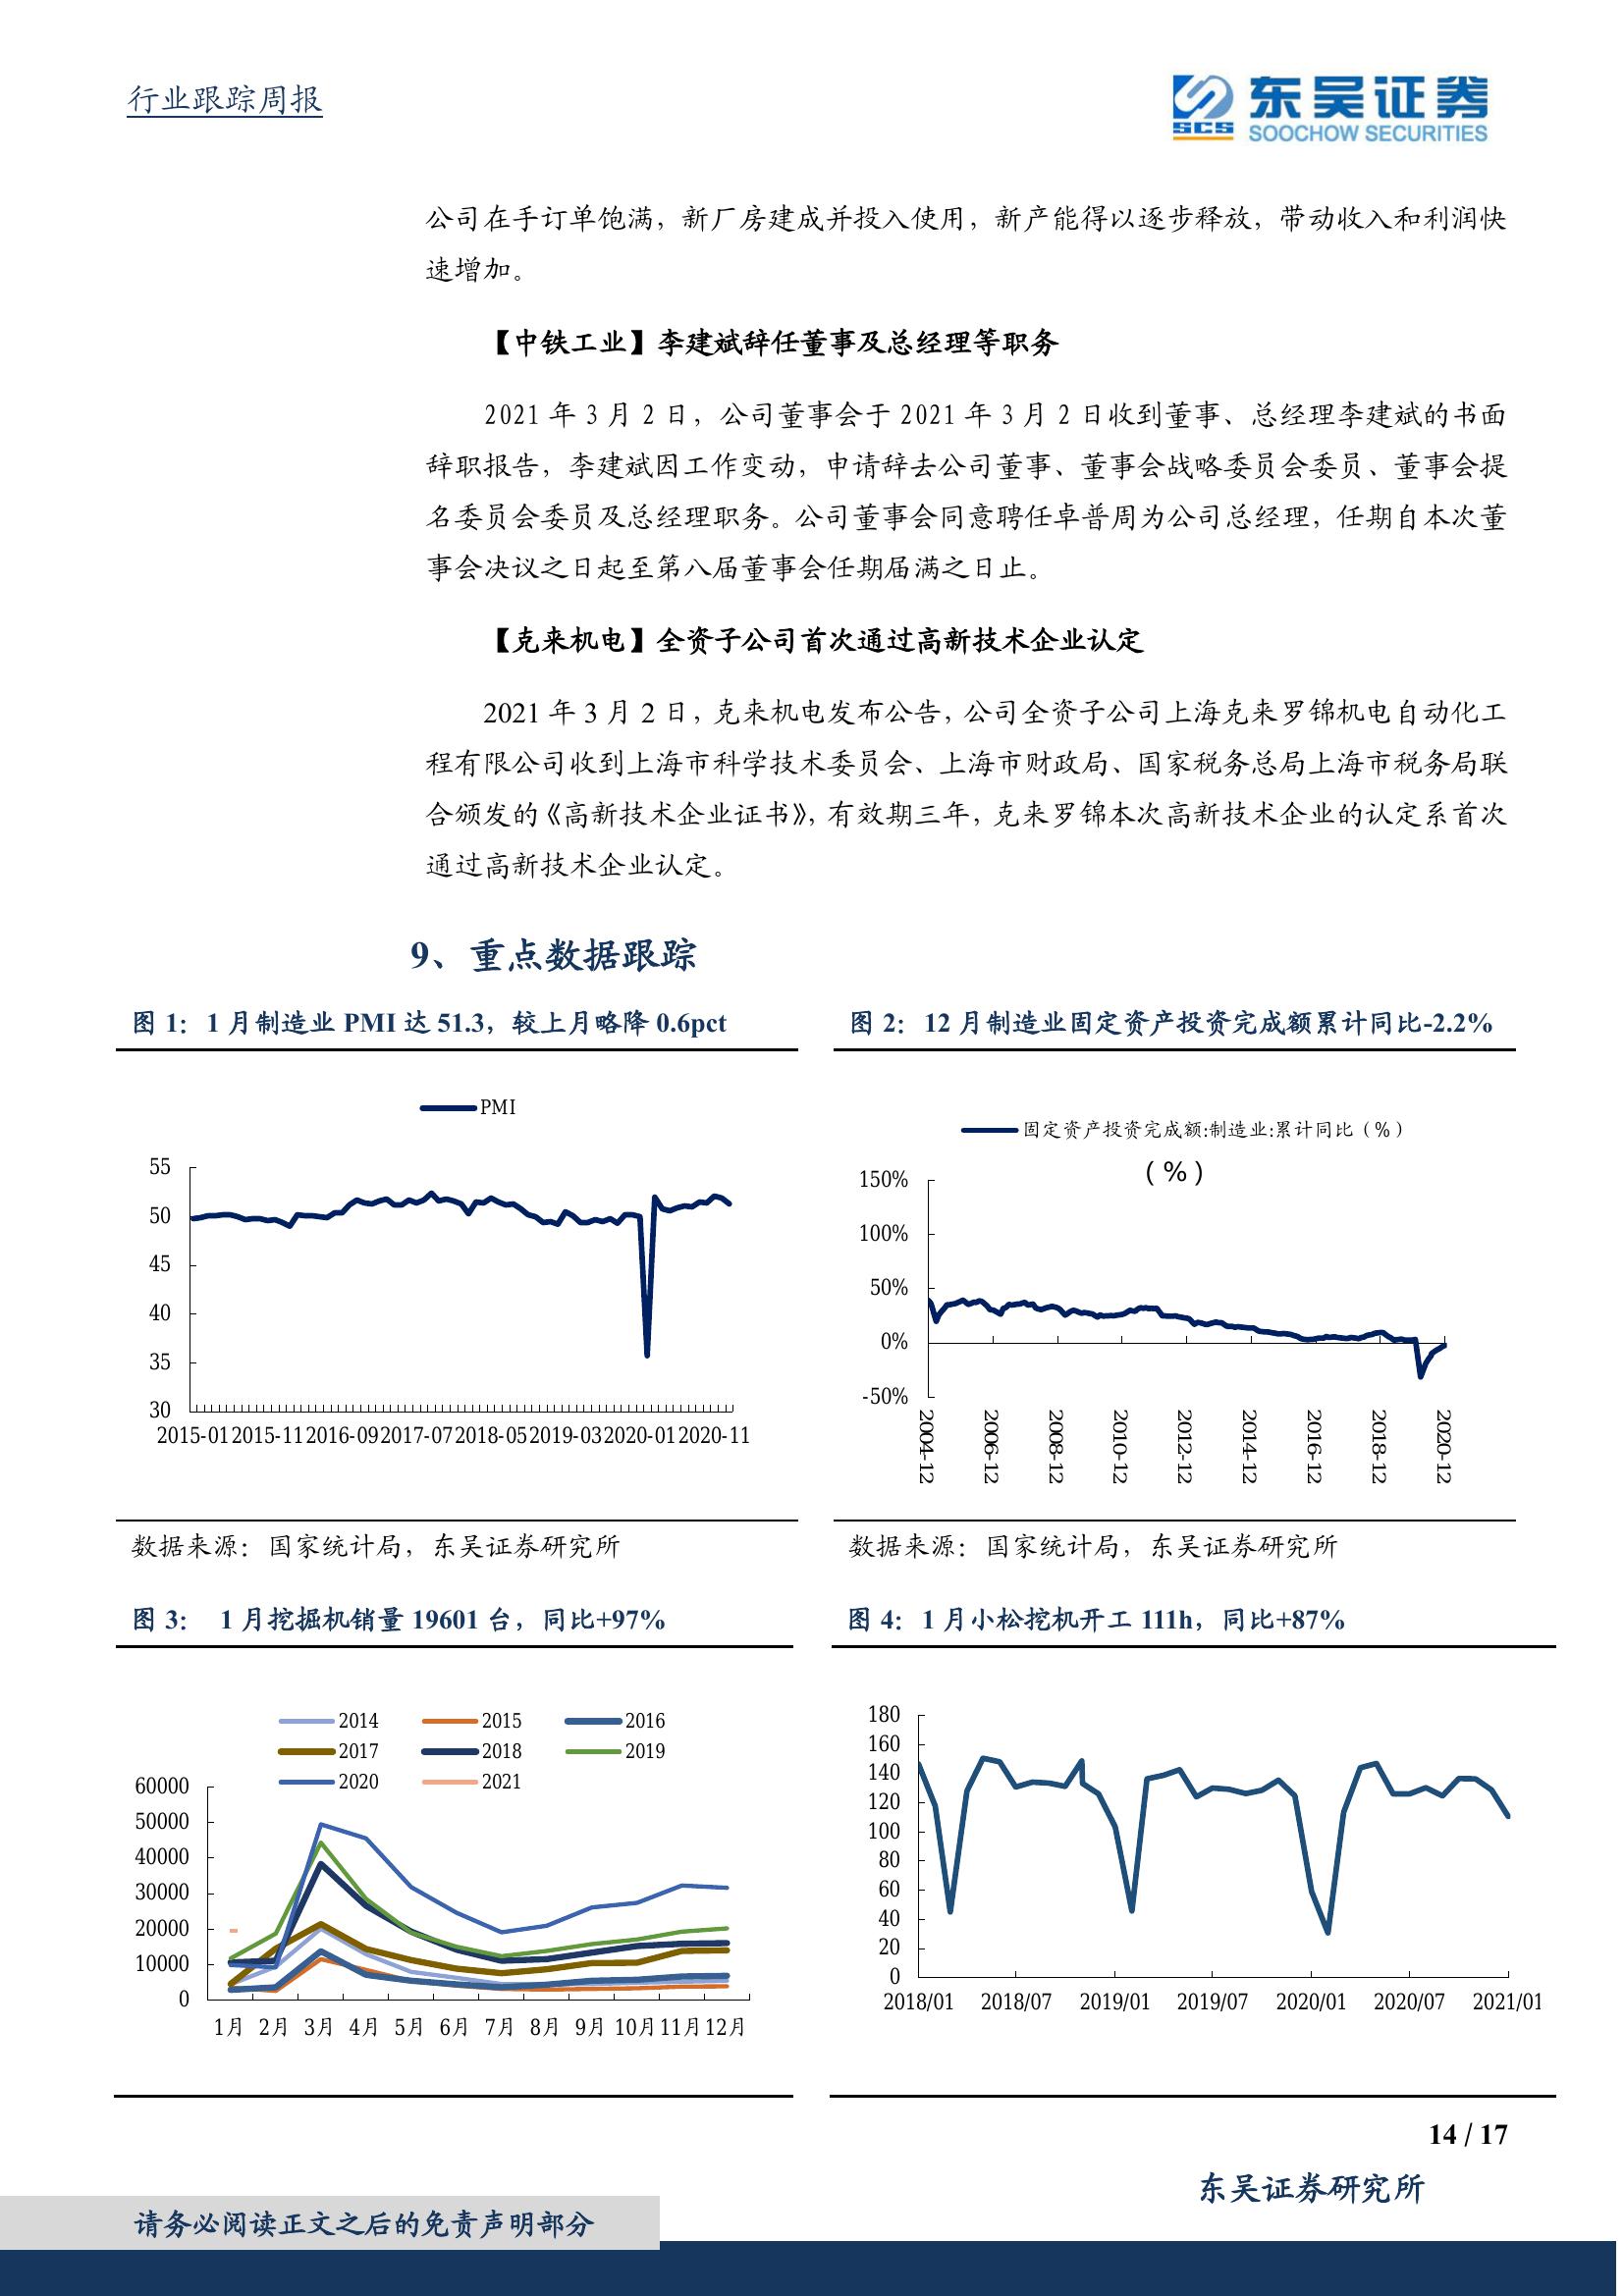 行业跟踪周报
SCS
东吴证券
SOOCHOW SECURITIES
公司在手订单饱满，新厂房建成并投入使用，新产能得以逐步释放，带动收入和利润快
速增加。
【中铁工业】李建斌辞任董事及总经理等职务
2021 年 3 月 2 日，公司董事会于 2021 年 3 月 2 日收到董事、总经理李建斌的书面
辞职报告，李建斌因工作变动，申请辞去公司董事、董事会战略委员会委员、董事会提
名委员会委员及总经理职务。公司董事会同意聘任卓普周为公司总经理，任期自本次董
事会决议之日起至第八届董事会任期届满之日止。
【克来机电】全资子公司首次通过高新技术企业认定
2021 年 3 月 2 日，克来机电发布公告，公司全资子公司上海克来罗锦机电自动化工
程有限公司收到上海市科学技术委员会、上海市财政局、国家税务总局上海市税务局联
合颁发的《高新技术企业证书》，有效期三年，克来罗锦本次高新技术企业的认定系首次
通过高新技术企业认定。
9、重点数据跟踪
图 1：1 月制造业 PMI 达 51.3，较上月略降 0.6pct
PMI
55
50
45
40
35
30
2015-01 2015-11 2016-09 2017-07 2018-05 2019-03 2020-01 2020-11
数据来源：国家统计局，东吴证券研究所
图 2：12 月制造业固定资产投资完成额累计同比-2.2%
固定资产投资完成额:制造业:累计同比（%）
（%）
150%
100%
50%
0%
-50%
2004-12 2006-12 2008-12 2010-12 2012-12 2014-12 2016-12 2018-12 2020-12
数据来源：国家统计局，东吴证券研究所
图 3： 1 月挖掘机销量 19601 台，同比+97%
2014 2015 2016
2017 2018 2019
2020 2021
60000
50000
40000
30000
20000
10000
0
1月 2月 3月 4月 5月 6月 7月 8月 9月 10月 11月 12月
图 4：1 月小松挖机开工 111h，同比+87%
180
160
140
120
100
80
60
40
20
0
2018/01 2018/07 2019/01 2019/07 2020/01 2020/07 2021/01
14 / 17
东吴证券研究所
请务必阅读正文之后的免责声明部分